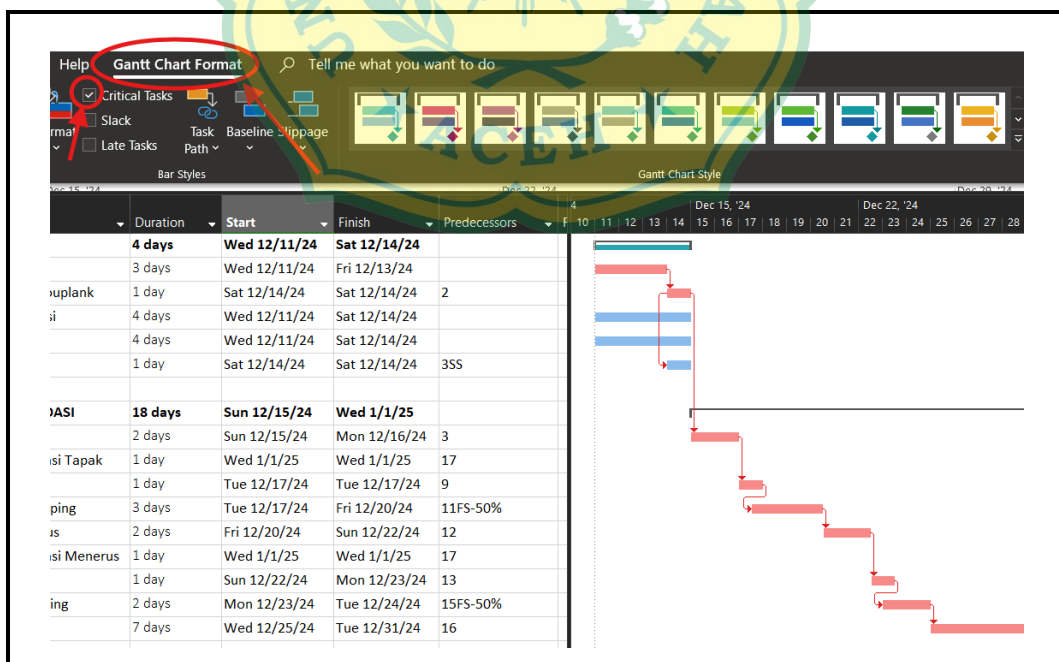 Help Gantt Chart Format Tell me what you want to do
Critical Tasks
Slack
Late Tasks
Task Path
Baseline
Slippage
Bar Styles
Gantt Chart Style
Dec 15, '24 Dec 22, '24 Dec 29, '24
Dec 15, '24 Dec 22, '24
Duration Start Finish Predecessors 10 11 12 13 14 15 16 17 18 19 20 21 22 23 24 25 26 27 28
4 days Wed 12/11/24 Sat 12/14/24
3 days Wed 12/11/24 Fri 12/13/24
ouplank 1 day Sat 12/14/24 Sat 12/14/24 2
si 4 days Wed 12/11/24 Sat 12/14/24
4 days Wed 12/11/24 Sat 12/14/24
1 day Sat 12/14/24 Sat 12/14/24 3SS
DASI 18 days Sun 12/15/24 Wed 1/1/25
2 days Sun 12/15/24 Mon 12/16/24 3
si Tapak 1 day Wed 1/1/25 Wed 1/1/25 17
1 day Tue 12/17/24 Tue 12/17/24 9
ping 3 days Tue 12/17/24 Fri 12/20/24 11FS-50%
us 2 days Fri 12/20/24 Sun 12/22/24 12
si Menerus 1 day Wed 1/1/25 Wed 1/1/25 17
1 day Sun 12/22/24 Mon 12/23/24 13
ing 2 days Mon 12/23/24 Tue 12/24/24 15FS-50%
7 days Wed 12/25/24 Tue 12/31/24 16
ACEH